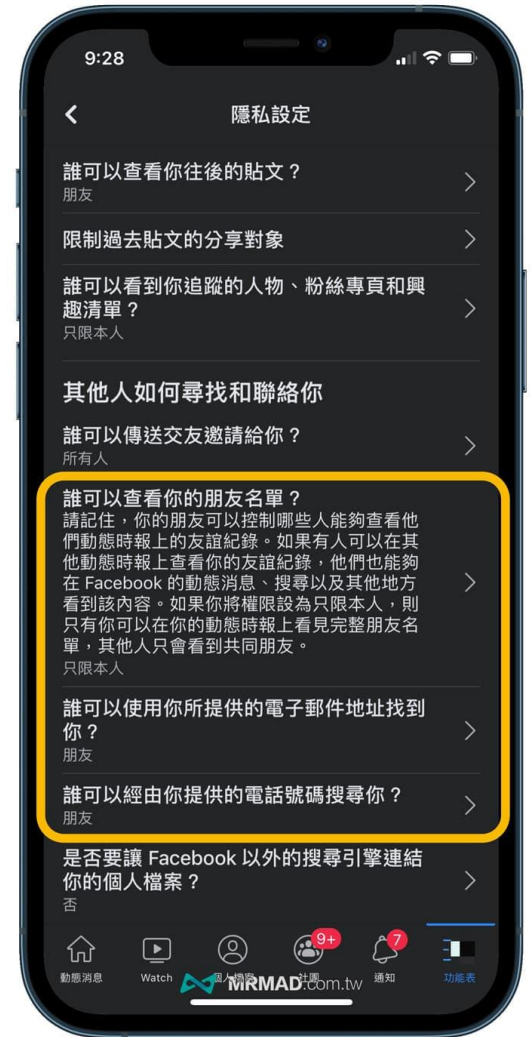 9:28
隱私設定
誰可以查看你往後的貼文？
朋友
限制過去貼文的分享對象
誰可以看到你追蹤的人物、粉絲專頁和興
趣清單？
只限本人
其他人如何尋找和聯絡你
誰可以傳送交友邀請給你？
所有人
誰可以查看你的朋友名單？
請記住，你的朋友可以控制哪些人能夠查看他
們動態時報上的友誼紀錄。如果有人可以在其
他動態時報上查看你的友誼紀錄，他們也能夠
在 Facebook 的動態消息、搜尋以及其他地方
看到該內容。如果你將權限設為只限本人，則
只有你可以在你的動態時報上看見完整朋友名
單，其他人只會看到共同朋友。
只限本人
誰可以使用你所提供的電子郵件地址找到
你？
朋友
誰可以經由你提供的電話號碼搜尋你？
朋友
是否要讓 Facebook 以外的搜尋引擎連結
你的個人檔案？
否
9+
7
動態消息 Watch 個人檔案 社團 通知 功能表
MRMAD.com.tw